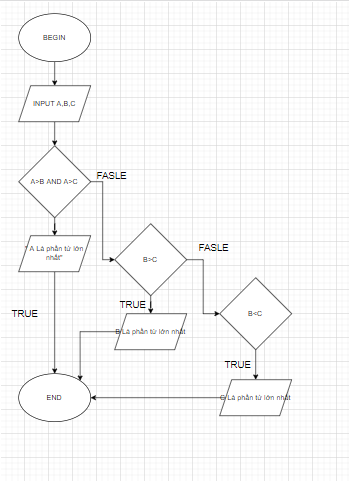 BEGIN
INPUT A,B,C
A>B AND A>C
FASLE
" A Là phần tử lớn
nhất"
B>C
FASLE
TRUE
TRUE
B<C
B Là phần tử lớn nhất
TRUE
C Là phần tử lớn nhất
END